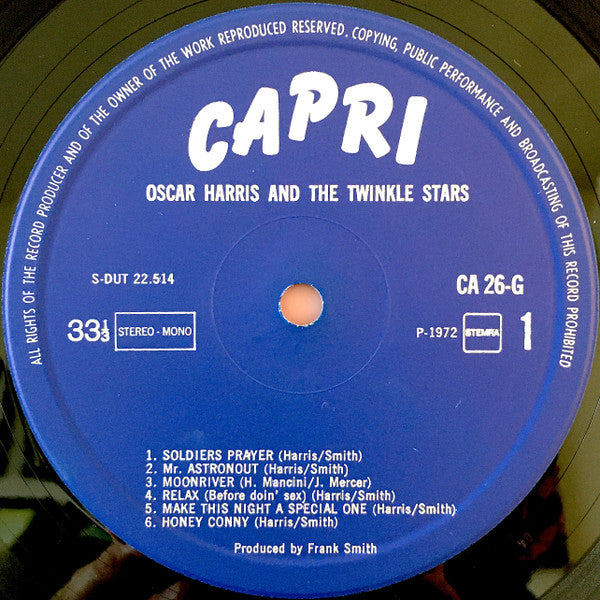 ALL RIGHTS OF THE RECORD PRODUCER AND OF THE OWNER OF THE WORK REPRODUCED RESERVED. COPYING, PUBLIC PERFORMANCE AND BROADCASTING OF THIS RECORD PROHIBITED
CAPRI
OSCAR HARRIS AND THE TWINKLE STARS
S-DUT 22.514
CA 26-G
33⅓ STEREO - MONO
P-1972 STEMRA 1
1. SOLDIERS PRAYER (Harris/Smith)
2. Mr. ASTRONOUT (Harris/Smith)
3. MOONRIVER (H. Mancini/J. Mercer)
4. RELAX (Before doin' sex) (Harris/Smith)
5. MAKE THIS NIGHT A SPECIAL ONE (Harris/Smith)
6. HONEY CONNY (Harris/Smith)
Produced by Frank Smith